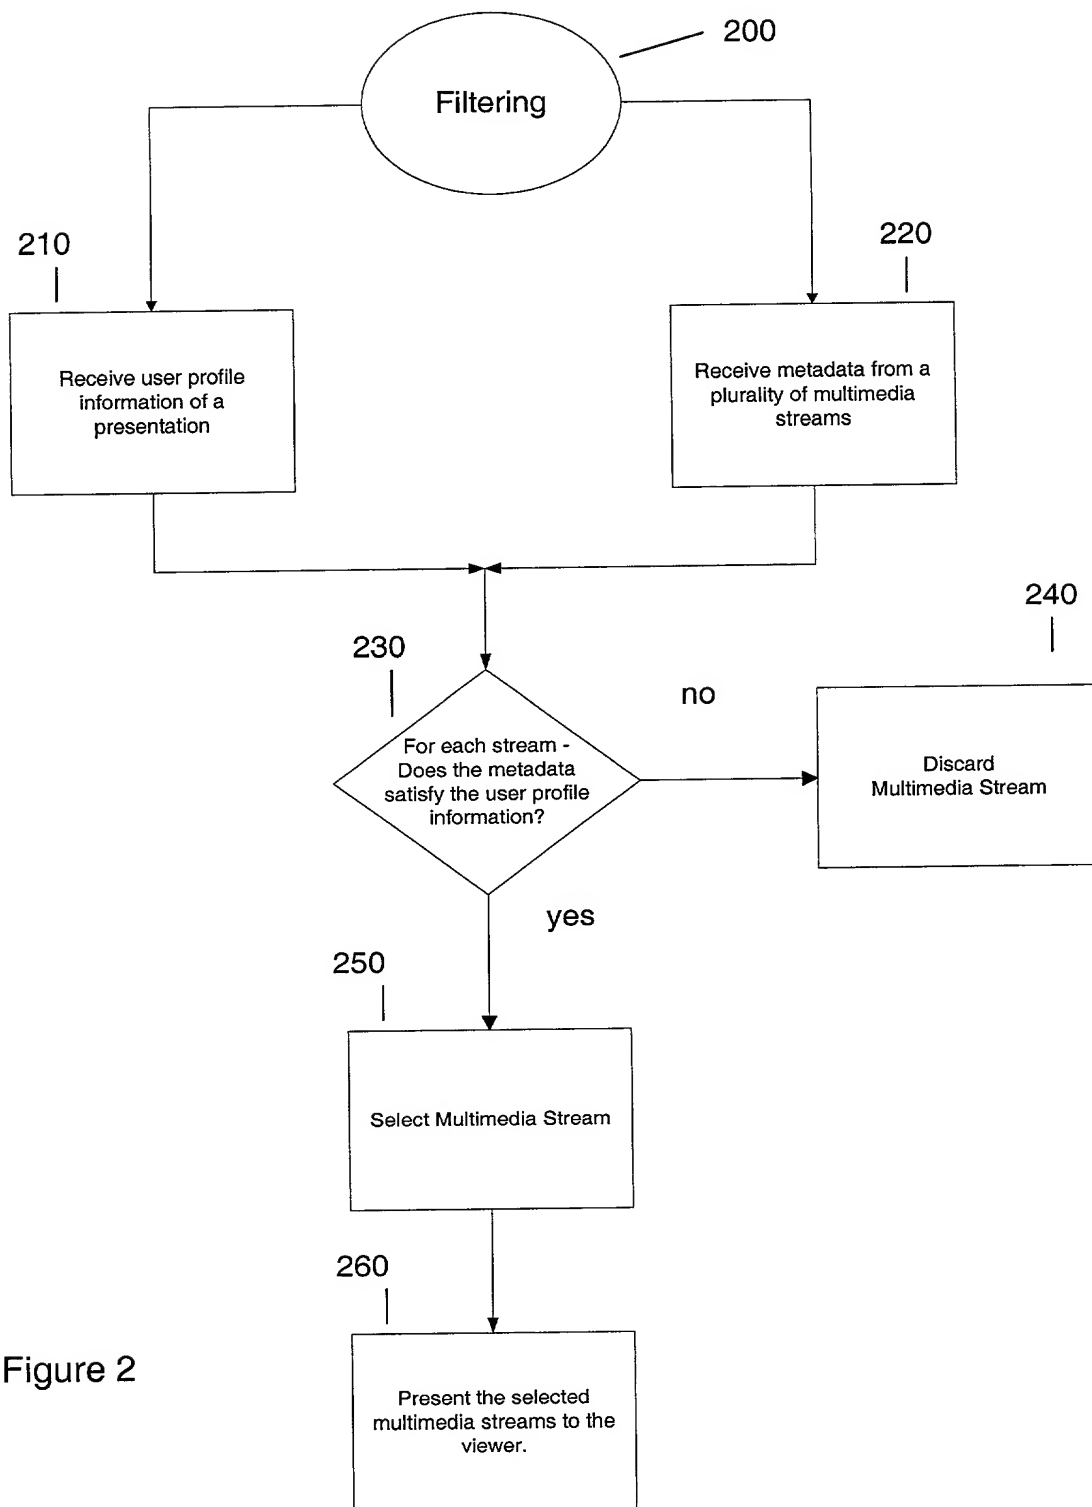 200
Filtering
210
220
Receive user profile
information of a
presentation
Receive metadata from a
plurality of multimedia
streams
240
230
no
For each stream -
Does the metadata
satisfy the user profile
information?
Discard
Multimedia Stream
yes
250
Select Multimedia Stream
260
Figure 2
Present the selected
multimedia streams to the
viewer.